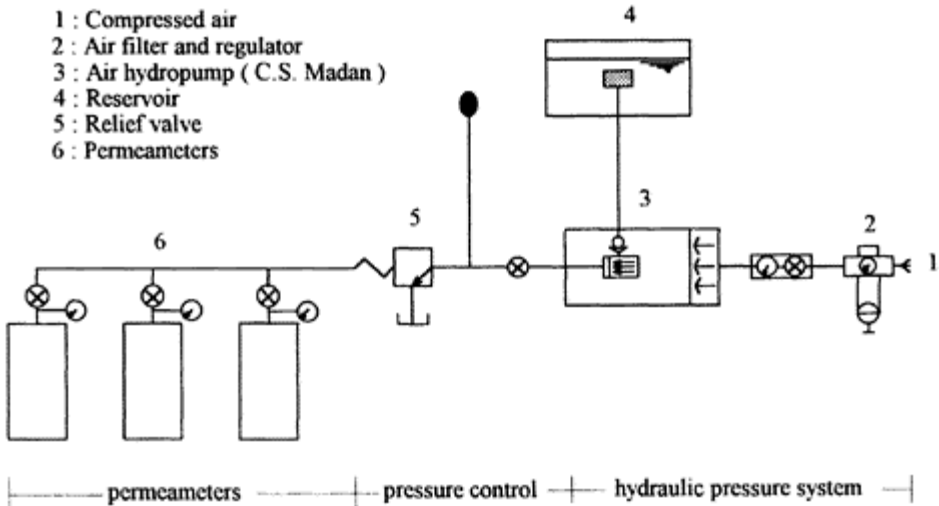 1 : Compressed air
2 : Air filter and regulator
3 : Air hydropump ( C.S. Madan )
4 : Reservoir
5 : Relief valve
6 : Permeameters
4
3
5
2
6
1
permeameters
pressure control
hydraulic pressure system